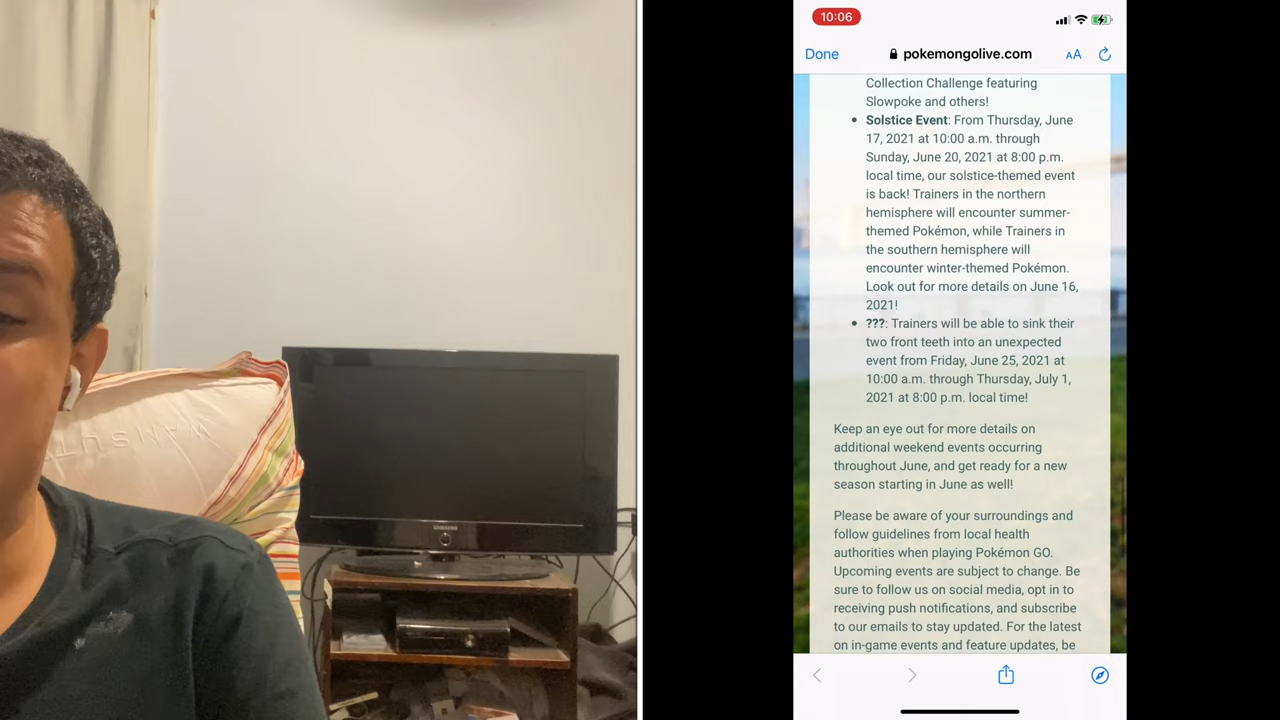 10:06
Done
pokemongolive.com
AA
Collection Challenge featuring
Slowpoke and others!
Solstice Event: From Thursday, June
17, 2021 at 10:00 a.m. through
Sunday, June 20, 2021 at 8:00 p.m.
local time, our solstice-themed event
is back! Trainers in the northern
hemisphere will encounter summer-
themed Pokémon, while Trainers in
the southern hemisphere will
encounter winter-themed Pokémon.
Look out for more details on June 16,
2021!
???: Trainers will be able to sink their
two front teeth into an unexpected
event from Friday, June 25, 2021 at
10:00 a.m. through Thursday, July 1,
2021 at 8:00 p.m. local time!
Keep an eye out for more details on
additional weekend events occurring
throughout June, and get ready for a new
season starting in June as well!
Please be aware of your surroundings and
follow guidelines from local health
authorities when playing Pokémon GO.
Upcoming events are subject to change. Be
sure to follow us on social media, opt in to
receiving push notifications, and subscribe
to our emails to stay updated. For the latest
on in-game events and feature updates, be
SAMSUNG